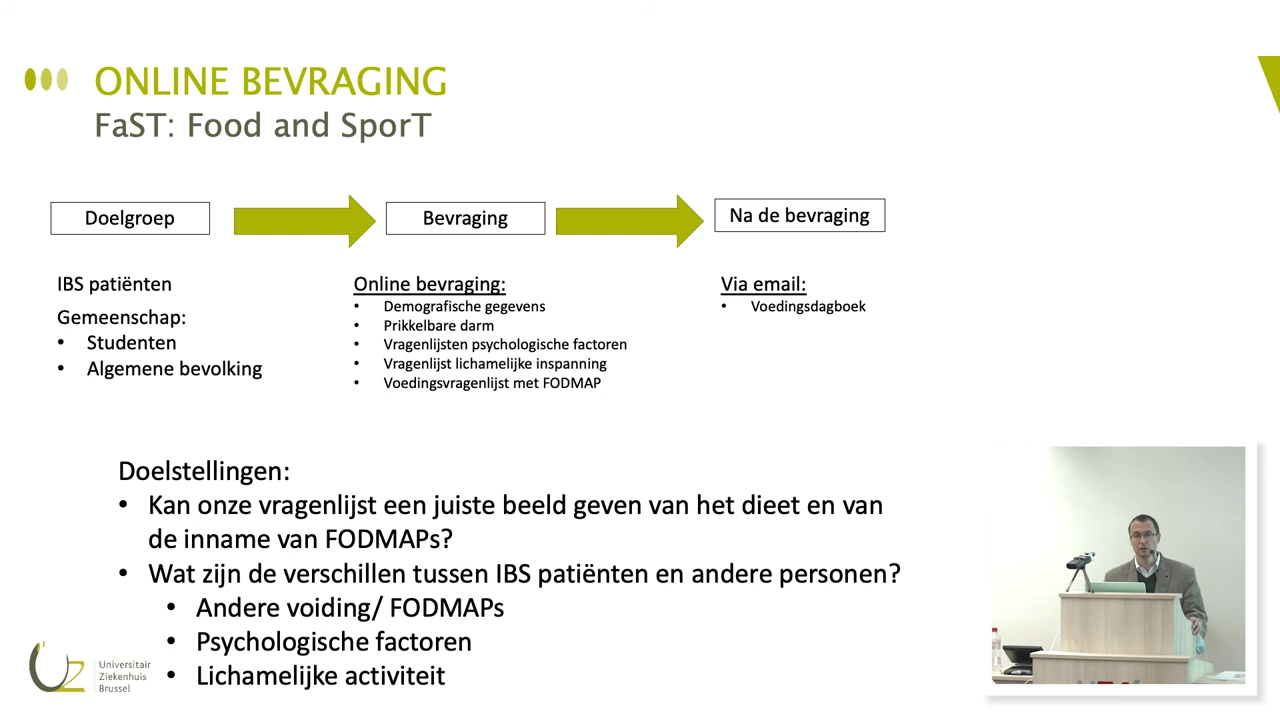 ONLINE BEVRAGING
FaST: Food and SporT
Doelgroep
Bevraging
Na de bevraging
IBS patiënten
Gemeenschap:
• Studenten
• Algemene bevolking
Online bevraging:
• Demografische gegevens
• Prikkelbare darm
• Vragenlijsten psychologische factoren
• Vragenlijst lichamelijke inspanning
• Voedingsvragenlijst met FODMAP
Via email:
• Voedingsdagboek
Doelstellingen:
• Kan onze vragenlijst een juiste beeld geven van het dieet en van
de inname van FODMAPs?
• Wat zijn de verschillen tussen IBS patiënten en andere personen?
• Andere voiding/ FODMAPs
• Psychologische factoren
• Lichamelijke activiteit
UZ
Universitair
Ziekenhuis
Brussel